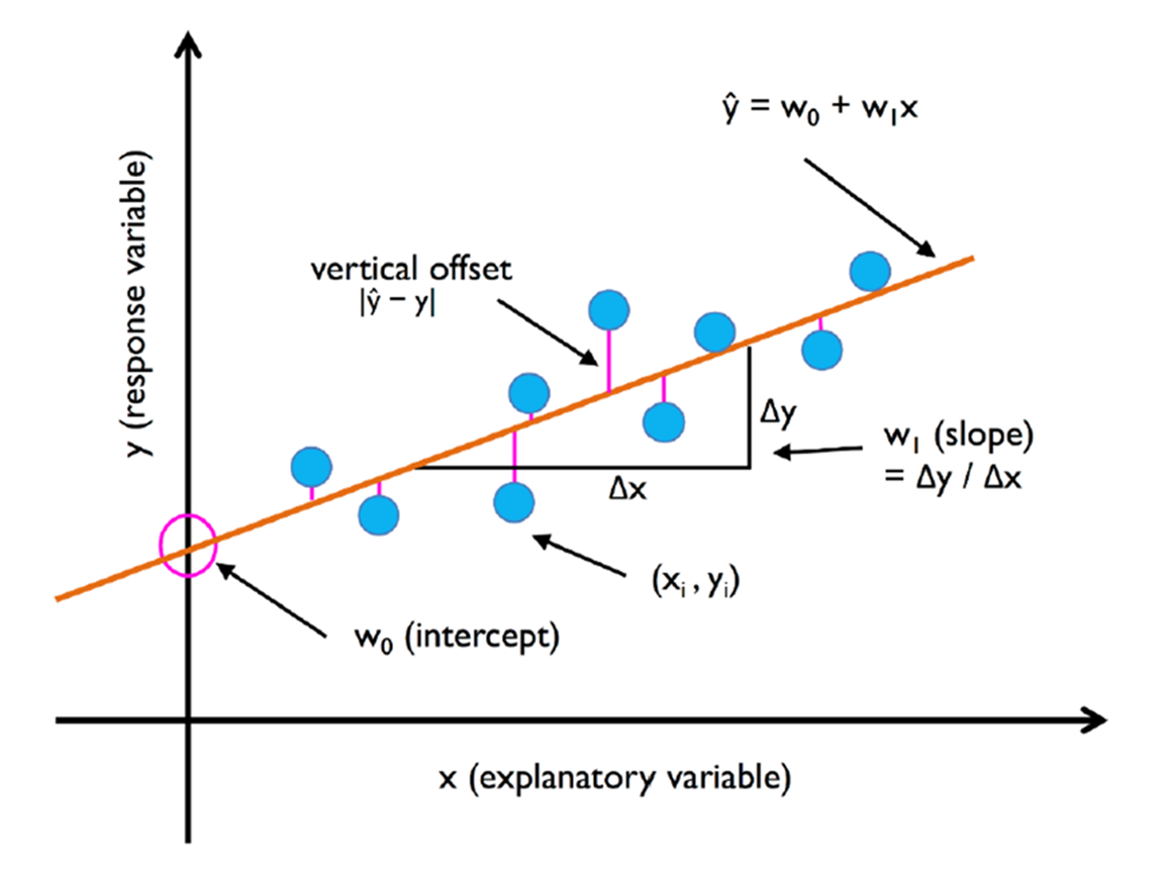 ŷ = w₀ + w₁x
y (response variable)
vertical offset
|ŷ − y|
Δy
w₁ (slope)
= Δy / Δx
Δx
(xᵢ , yᵢ)
w₀ (intercept)
x (explanatory variable)